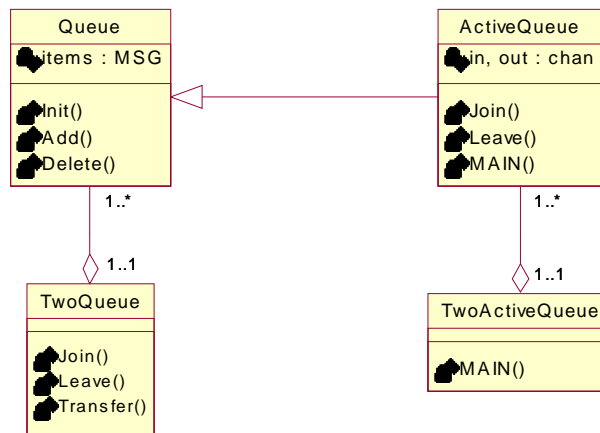 Queue
items : MSG
Init()
Add()
Delete()
ActiveQueue
in, out : chan
Join()
Leave()
MAIN()
1..*
1..1
TwoQueue
Join()
Leave()
Transfer()
1..*
1..1
TwoActiveQueue
MAIN()